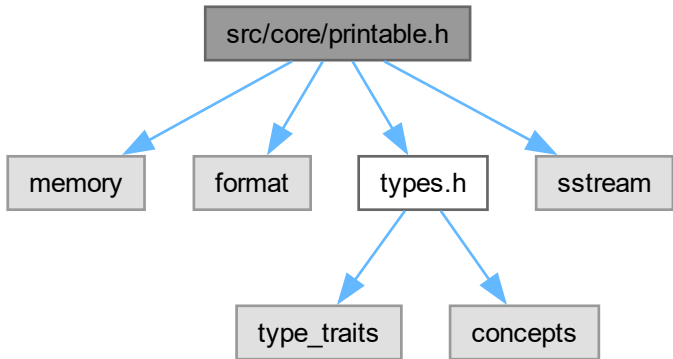 src/core/printable.h
memory
format
types.h
sstream
type_traits
concepts